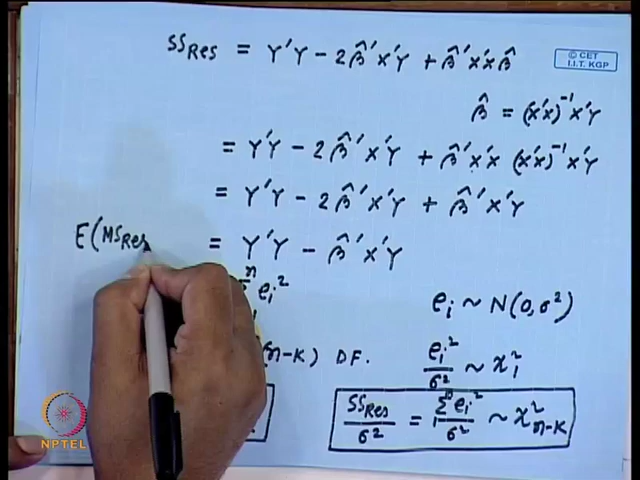 SSRes = Y'Y - 2β̂'X'Y + β̂'X'Xβ̂
© CET
I.I.T. KGP
β̂ = (X'X)⁻¹X'Y
= Y'Y - 2β̂'X'Y + β̂'X'X (X'X)⁻¹X'Y
= Y'Y - 2β̂'X'Y + β̂'X'Y
E(MSRes = Y'Y - β̂'X'Y
n eᵢ²
eᵢ ~ N(0, σ²)
(n-K) DF.
eᵢ²/σ² ~ χ²₁
SSRes/σ² = Σⁿ₁ eᵢ²/σ² ~ χ²n-K
NPTEL